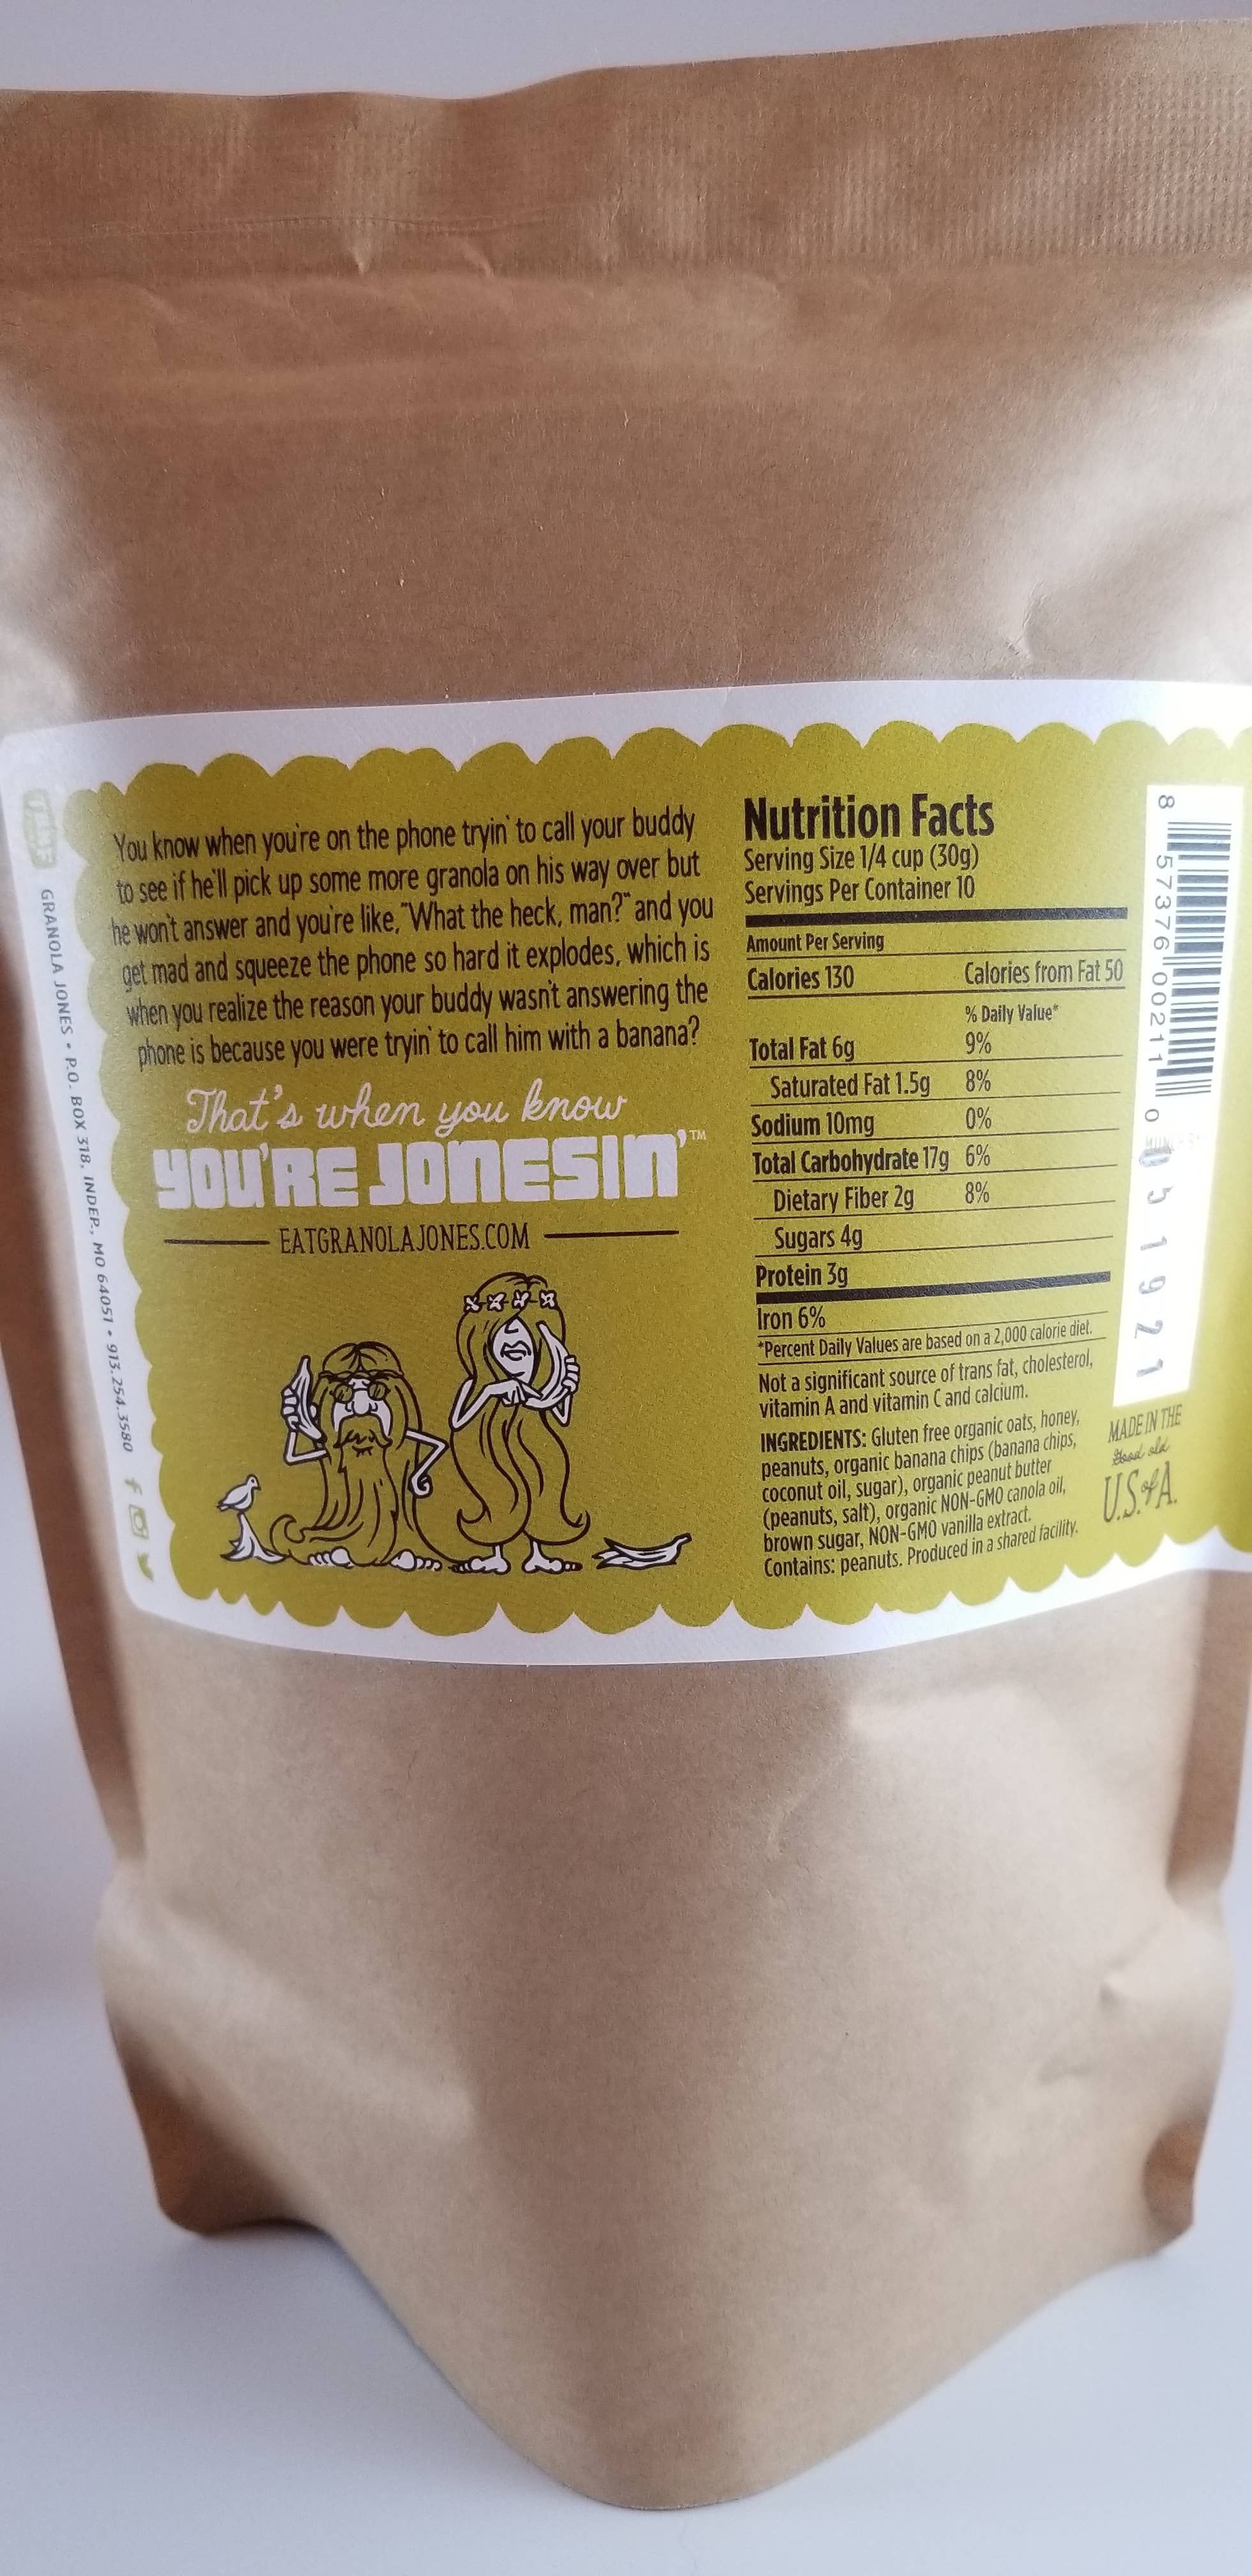 You know when you're on the phone tryin' to call your buddy
to see if he'll pick up some more granola on his way over but
he won't answer and you're like, "What the heck, man?" and you
get mad and squeeze the phone so hard it explodes, which is
when you realize the reason your buddy wasn't answering the
phone is because you were tryin' to call him with a banana?
That's when you know
YOU'RE JONESIN'™
EATGRANOLAJONES.COM
GRANOLA JONES • P.O. BOX 318, INDEP., MO 64051 • 913.254.3580
Nutrition Facts
Serving Size 1/4 cup (30g)
Servings Per Container 10
Amount Per Serving
Calories 130 Calories from Fat 50
% Daily Value*
Total Fat 6g 9%
Saturated Fat 1.5g 8%
Sodium 10mg 0%
Total Carbohydrate 17g 6%
Dietary Fiber 2g 8%
Sugars 4g
Protein 3g
Iron 6%
*Percent Daily Values are based on a 2,000 calorie diet.
Not a significant source of trans fat, cholesterol,
vitamin A and vitamin C and calcium.
INGREDIENTS: Gluten free organic oats, honey,
peanuts, organic banana chips (banana chips,
coconut oil, sugar), organic peanut butter
(peanuts, salt), organic NON-GMO canola oil,
brown sugar, NON-GMO vanilla extract.
Contains: peanuts. Produced in a shared facility.
8 57376 00211 0
051921
MADE IN THE
Good old
U.S. of A.